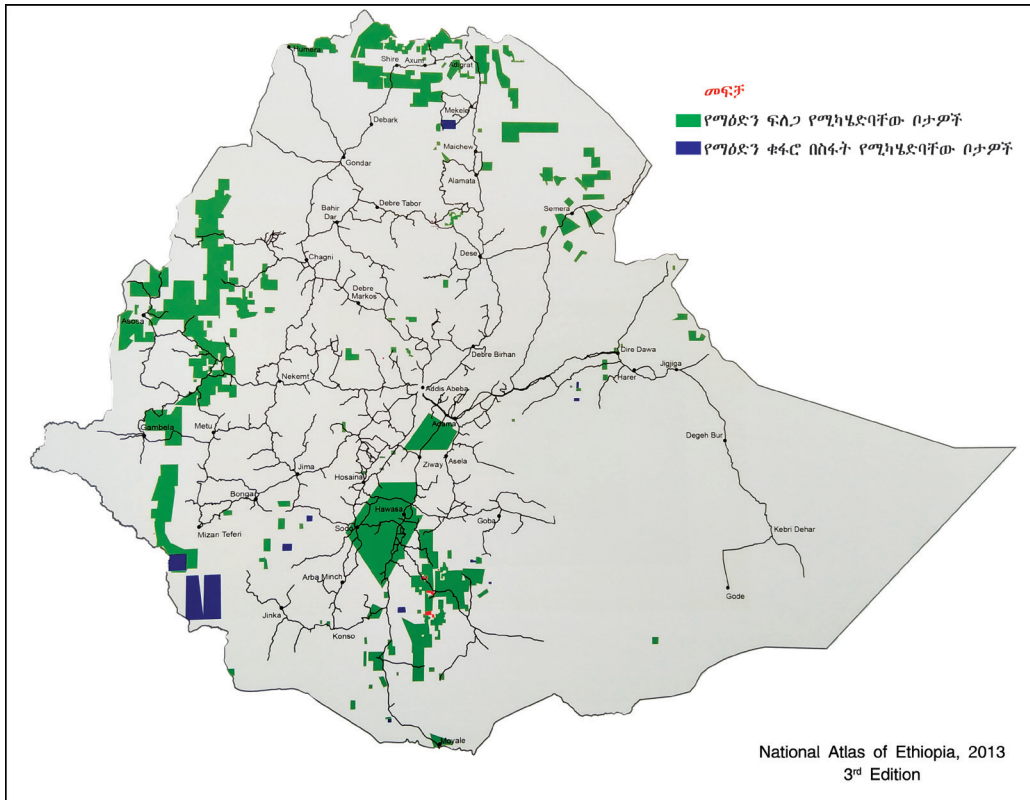 Humera
Shire
Axum
Adigrat
Mekele
Debark
Maichew
Gondar
Alamata
Debre Tabor
Bahir
Dar
Semera
Chagni
Dese
Debre
Markos
Asosa
Debre Birhan
Dire Dawa
Nekemt
Addis Abeba
Harer
Jigjiga
Gambela
Metu
Adama
Degeh Bur
Ziway
Asela
Jima
Hosaina
Bonga
Hawasa
Sodo
Goba
Mizan Teferi
Kebri Dehar
Arba Minch
Gode
Jinka
Konso
Moyale
መፍቻ
የማዕድን ፍለጋ የሚካሄድባቸው ቦታዎች
የማዕድን ቁፋሮ በስፋት የሚካሄድባቸው ቦታዎች
National Atlas of Ethiopia, 2013
3rd Edition